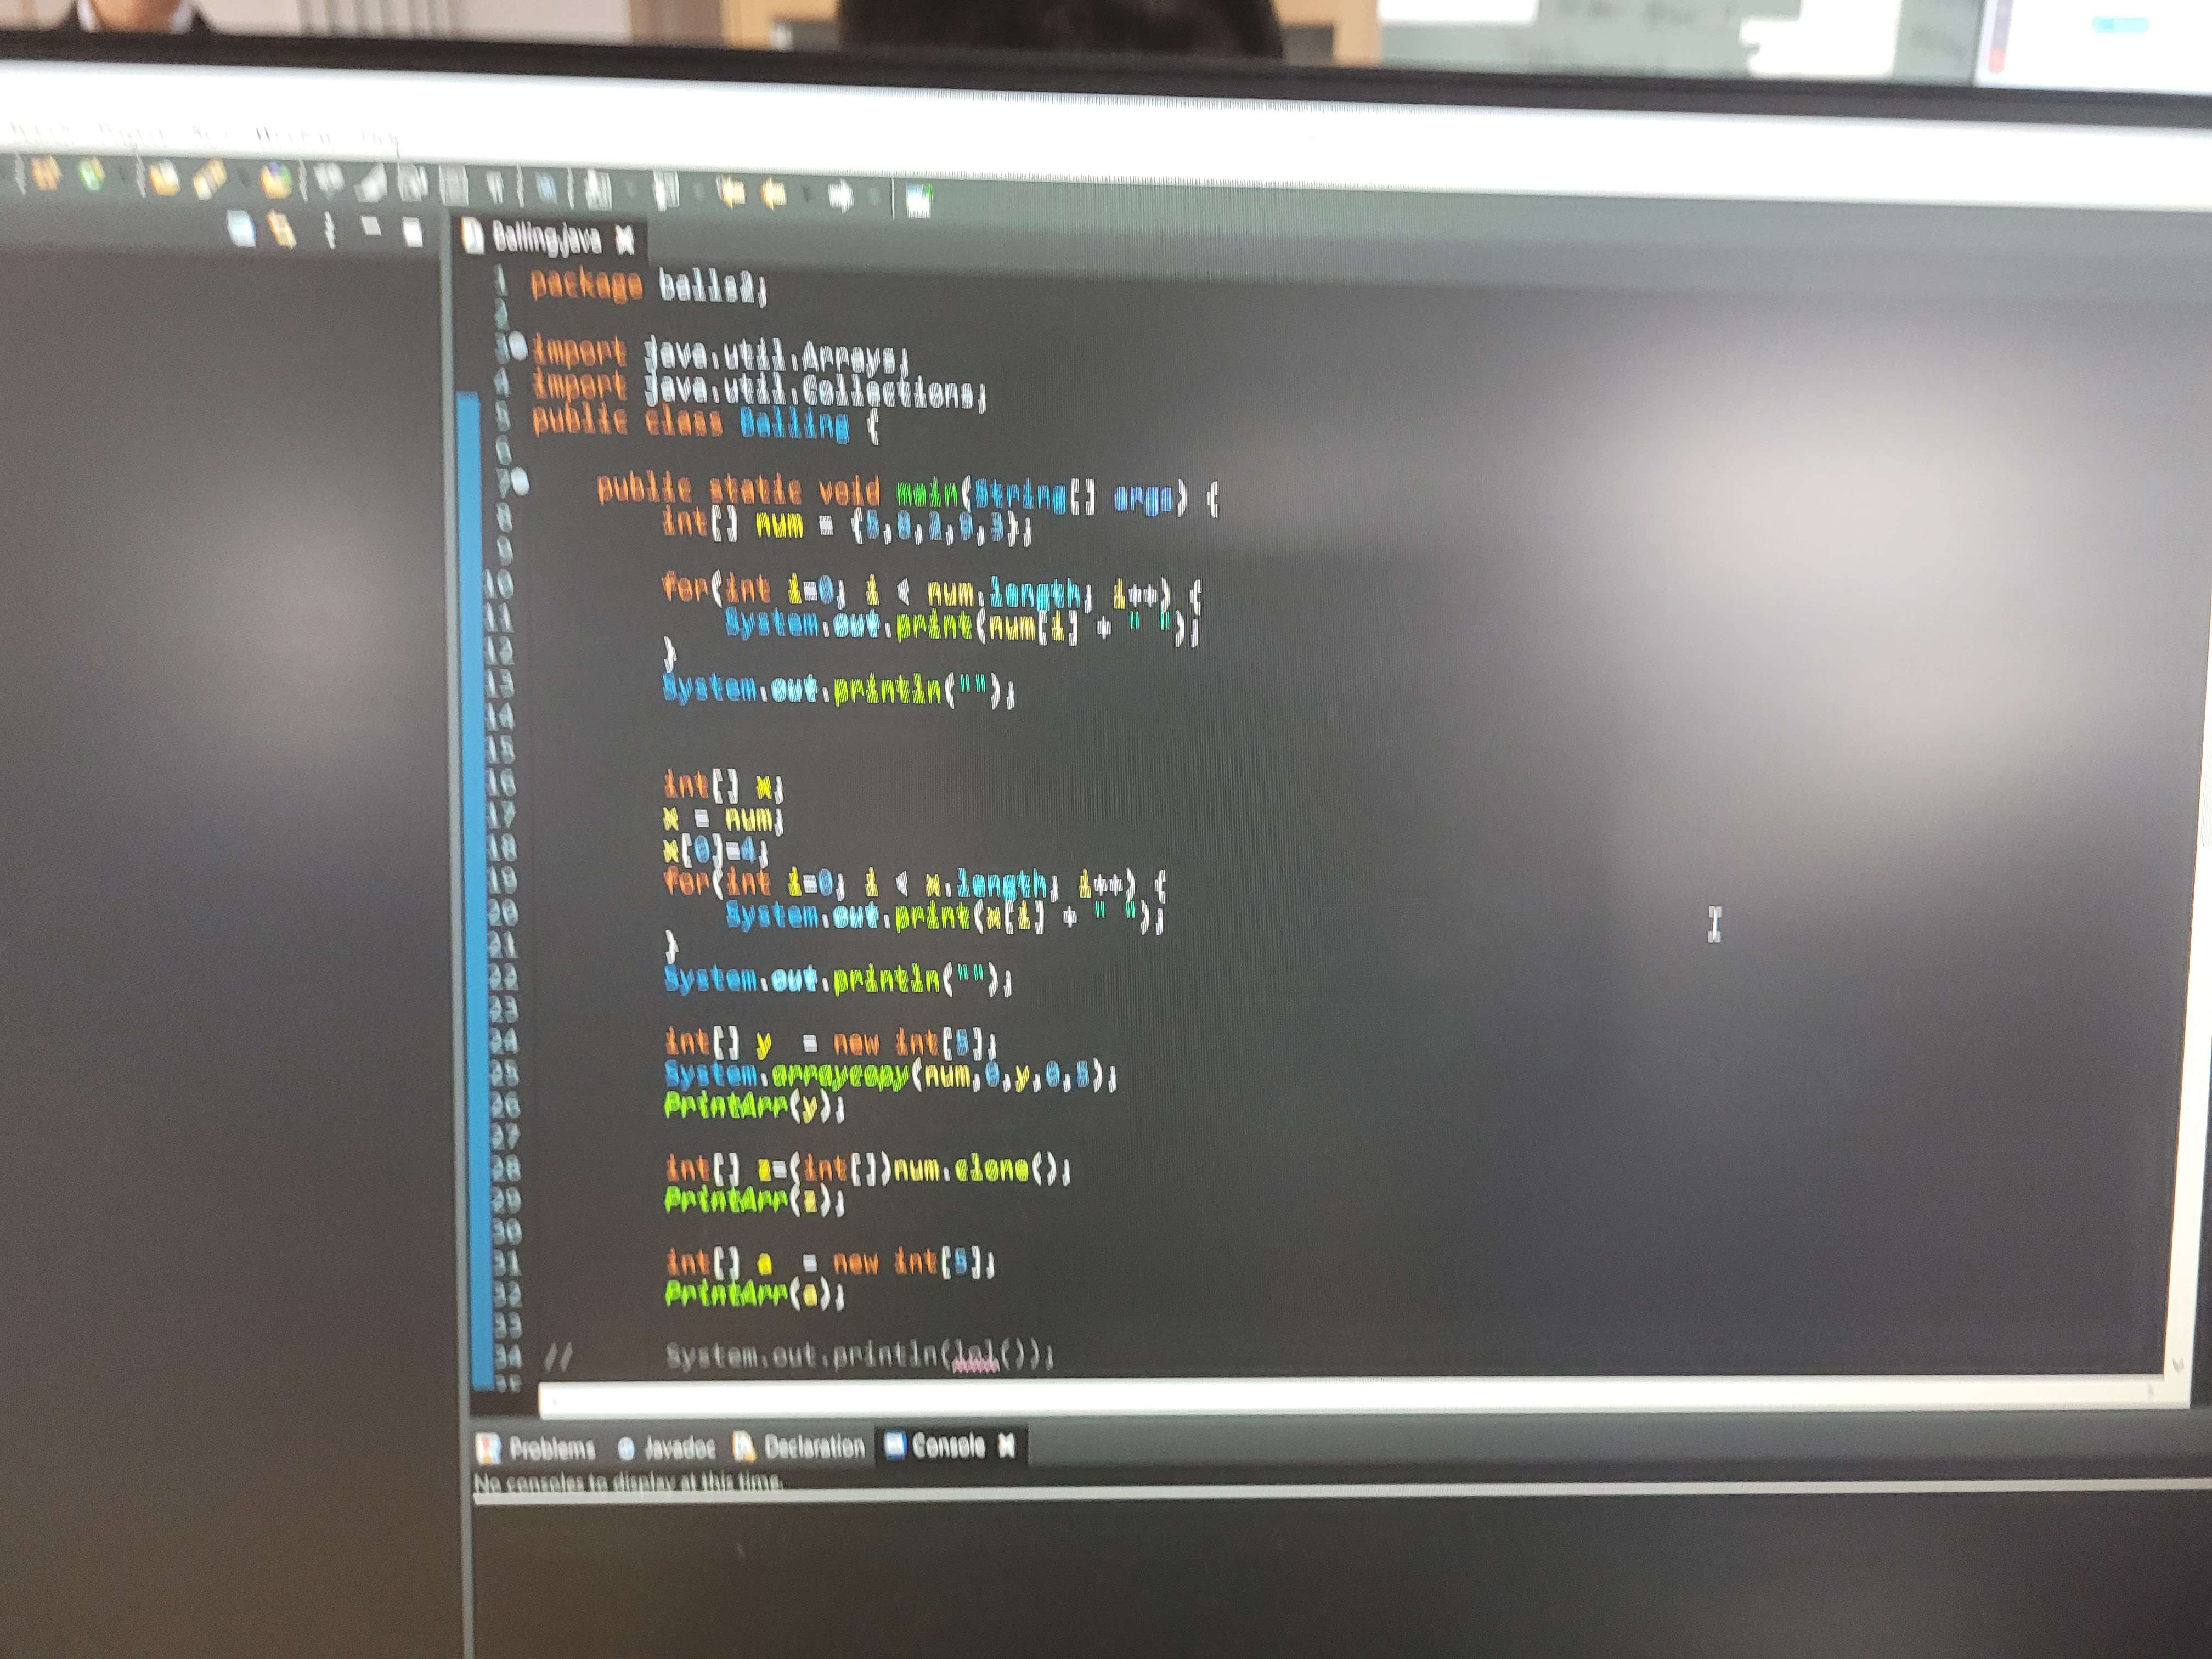 Balling.java
1 package balls2;
2
3 import java.util.Arrays;
4 import java.util.Collections;
5 public class Balling {
6
7 public static void main(String[] args) {
8 int[] num = {5,8,2,9,3};
9
10 for(int i=0; i < num.length; i++) {
11 System.out.print(num[i] + " ");
12 }
13 System.out.println("");
14
15
16 int[] x;
17 x = num;
18 x[0]=4;
19 for(int i=0; i < x.length; i++) {
20 System.out.print(x[i] + " ");
21 }
22 System.out.println("");
23
24 int[] y = new int[5];
25 System.arraycopy(num,0,y,0,5);
26 PrintArr(y);
27
28 int[] z=(int[])num.clone();
29 PrintArr(z);
30
31 int[] a = new int[5];
32 PrintArr(a);
33
34 // System.out.println(lol());
Problems Javadoc Declaration Console
No consoles to display at this time.